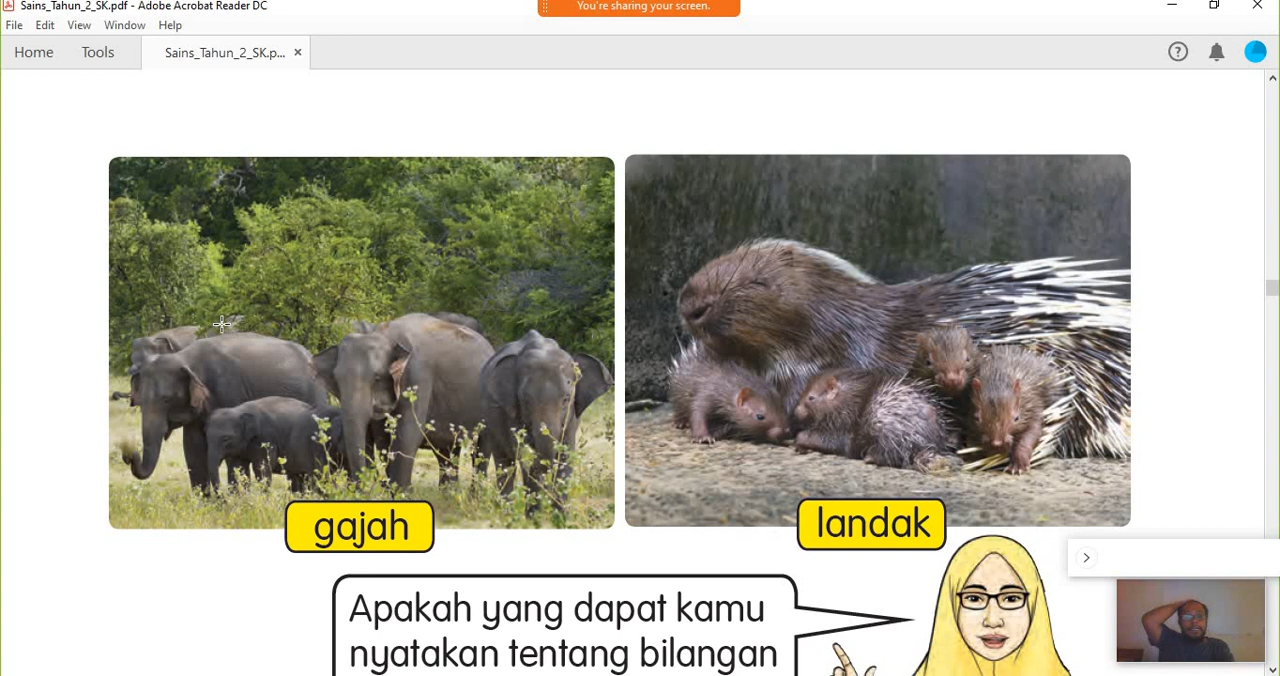 Sains_Tahun_2_SK.pdf - Adobe Acrobat Reader DC
You're sharing your screen.
File Edit View Window Help
Home Tools Sains_Tahun_2_SK.p... ×
gajah
landak
Apakah yang dapat kamu
nyatakan tentang bilangan